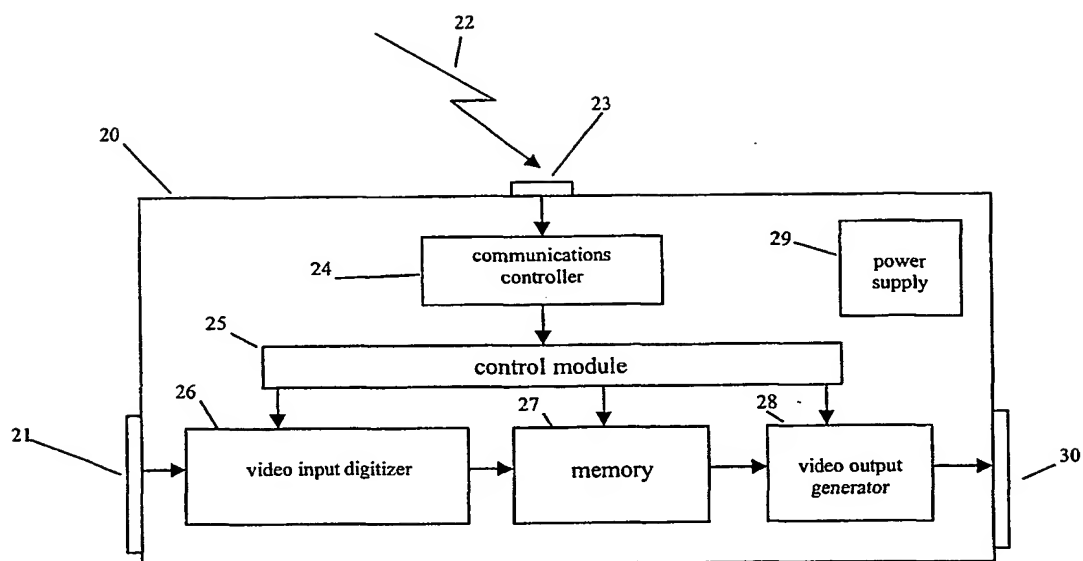 22
23
20
communications
controller
24
29
power
supply
25
control module
26
27
28
21
video input digitizer
memory
video output
generator
30